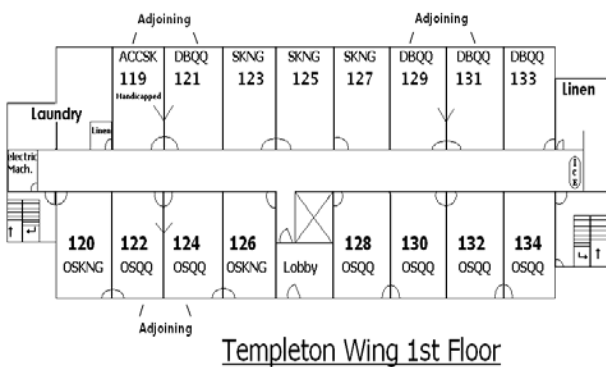 Adjoining Adjoining
ACCSK DBQQ SKNG SKNG SKNG DBQQ DBQQ DBQQ
119 121 123 125 127 129 131 133
Handicapped
Linen
Laundry
Linen
electric
Mach.
ICE
120 122 124 126 128 130 132 134
OSKNG OSQQ OSQQ OSKNG Lobby OSQQ OSQQ OSQQ OSQQ
Adjoining
Templeton Wing 1st Floor